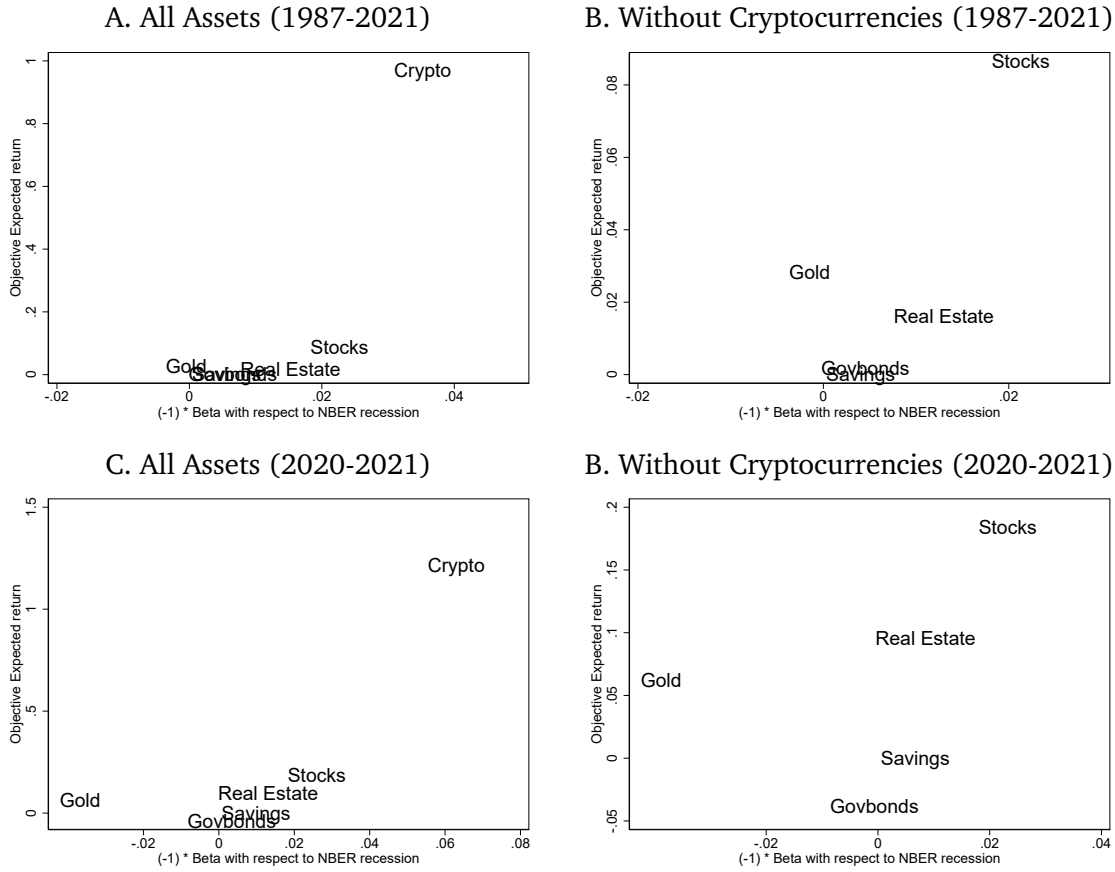 A. All Assets (1987-2021)
Objective Expected return
0
.2
.4
.6
.8
1
Crypto
Stocks
Gold
Real Estate
Savings
Govbonds
-.02
0
.02
.04
(-1) * Beta with respect to NBER recession
B. Without Cryptocurrencies (1987-2021)
Objective Expected return
0
.02
.04
.06
.08
Stocks
Gold
Real Estate
Govbonds
Savings
-.02
0
.02
(-1) * Beta with respect to NBER recession
C. All Assets (2020-2021)
Objective Expected return
0
.5
1
1.5
Crypto
Stocks
Gold
Real Estate
Savings
Govbonds
-.02
0
.02
.04
.06
.08
(-1) * Beta with respect to NBER recession
B. Without Cryptocurrencies (2020-2021)
Objective Expected return
-.05
0
.05
.1
.15
.2
Stocks
Real Estate
Gold
Savings
Govbonds
-.02
0
.02
.04
(-1) * Beta with respect to NBER recession